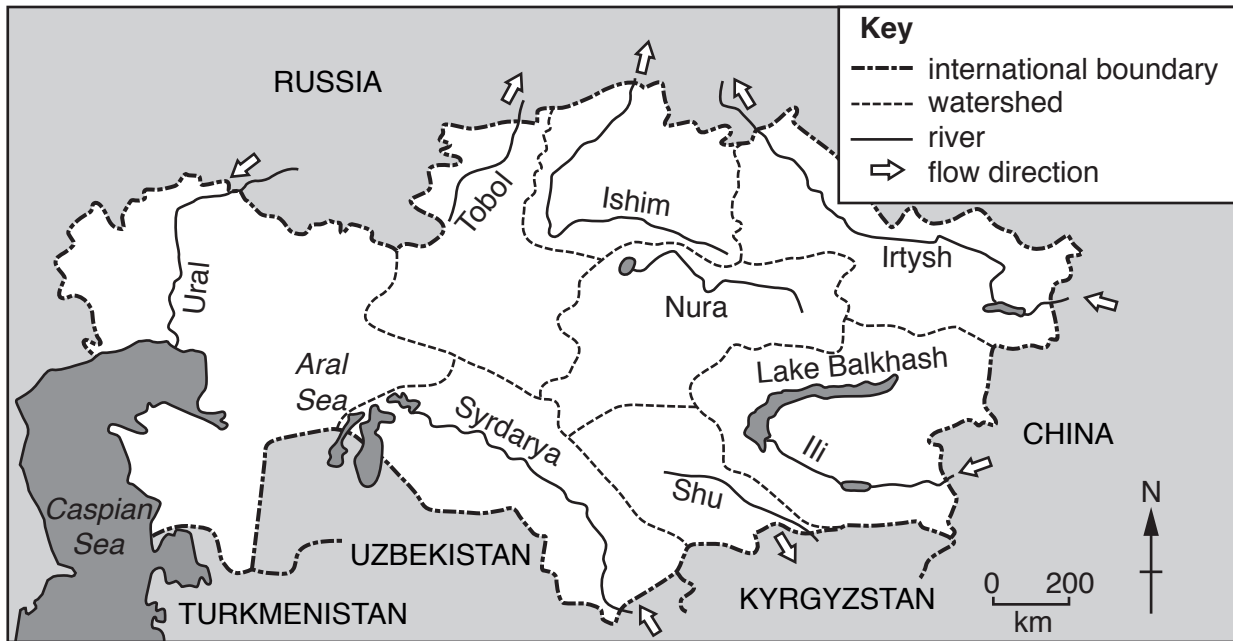 Key
international boundary
watershed
river
flow direction
RUSSIA
Tobol
Ishim
Irtysh
Ural
Nura
Aral
Sea
Lake Balkhash
Syrdarya
Ili
CHINA
Shu
Caspian
Sea
N
UZBEKISTAN
KYRGYZSTAN
TURKMENISTAN
0 200
km